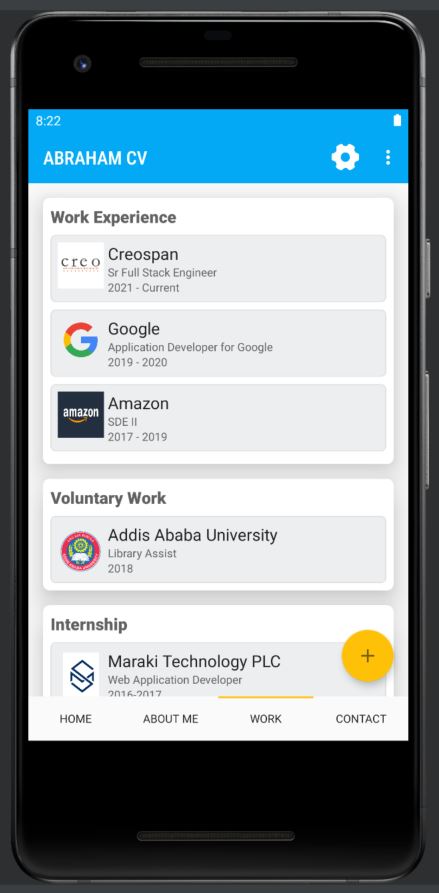 8:22
ABRAHAM CV
Work Experience
creo
Creospan
Sr Full Stack Engineer
2021 - Current
Google
Application Developer for Google
2019 - 2020
amazon
Amazon
SDE II
2017 - 2019
Voluntary Work
Addis Ababa University
Library Assist
2018
Internship
Maraki Technology PLC
Web Application Developer
2016-2017
HOME ABOUT ME WORK CONTACT